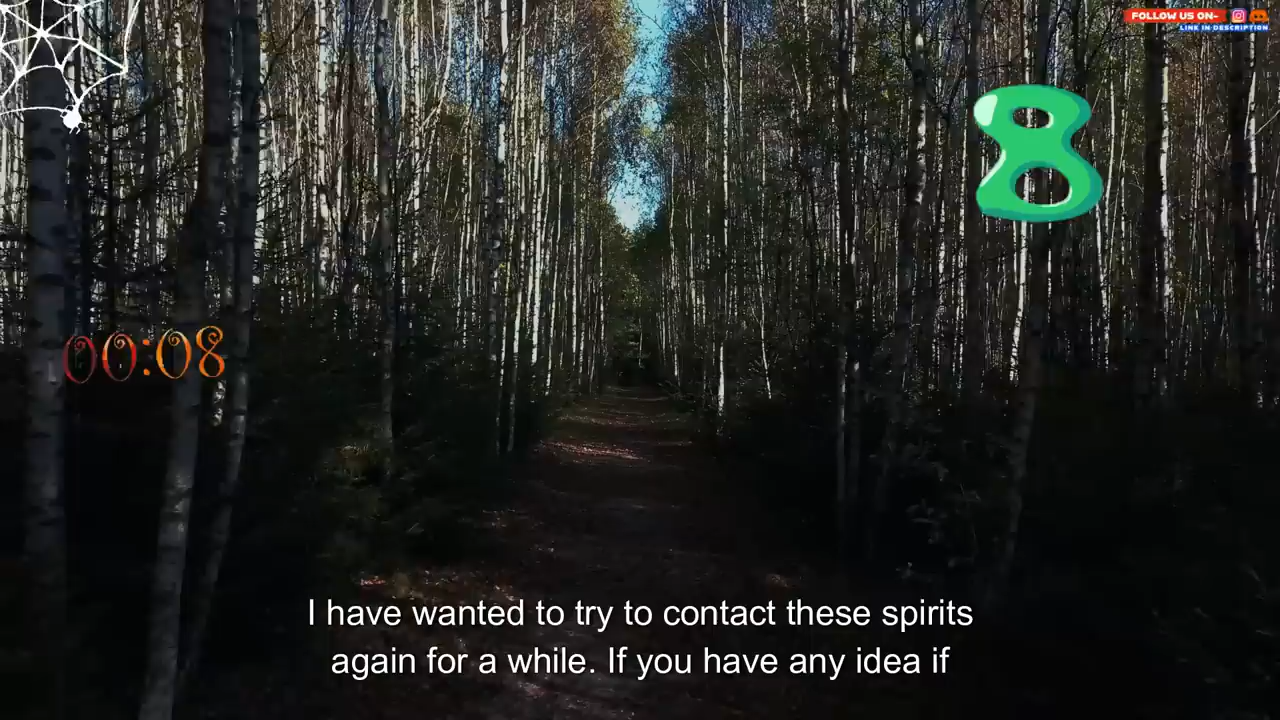 FOLLOW US ON-
LINK IN DESCRIPTION
8
00:08
I have wanted to try to contact these spirits
again for a while. If you have any idea if